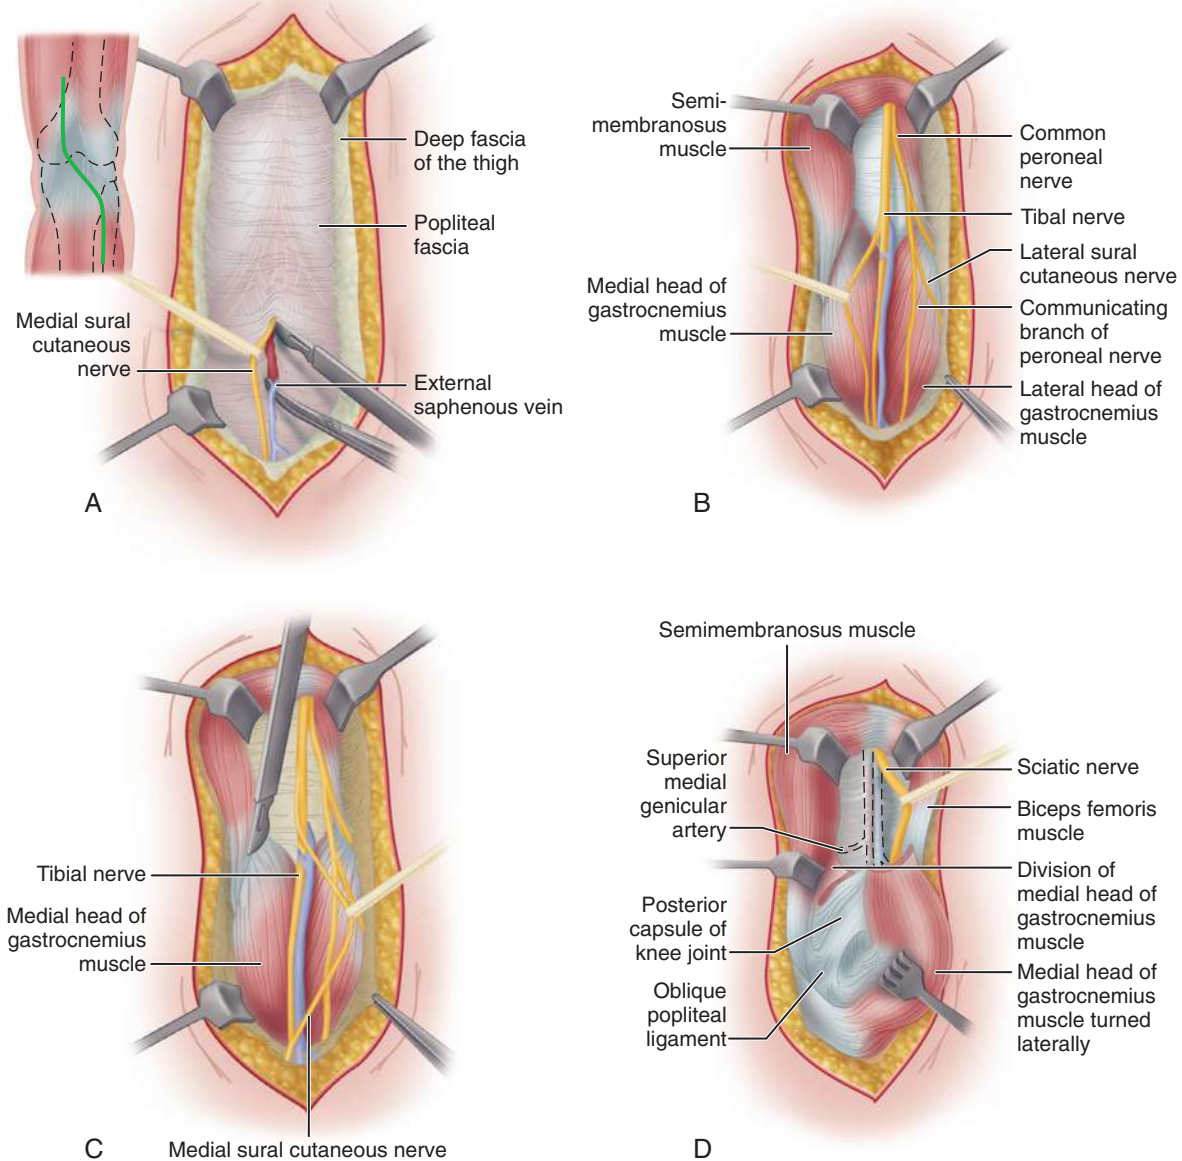 Deep fascia
of the thigh
Popliteal
fascia
Medial sural
cutaneous
nerve
External
saphenous vein
A
Semi-
membranosus
muscle
Common
peroneal
nerve
Tibal nerve
Lateral sural
cutaneous nerve
Medial head of
gastrocnemius
muscle
Communicating
branch of
peroneal nerve
Lateral head of
gastrocnemius
muscle
B
Tibial nerve
Medial head of
gastrocnemius
muscle
Medial sural cutaneous nerve
C
Semimembranosus muscle
Superior
medial
genicular
artery
Sciatic nerve
Biceps femoris
muscle
Division of
medial head of
gastrocnemius
muscle
Posterior
capsule of
knee joint
Medial head of
gastrocnemius
muscle turned
laterally
Oblique
popliteal
ligament
D